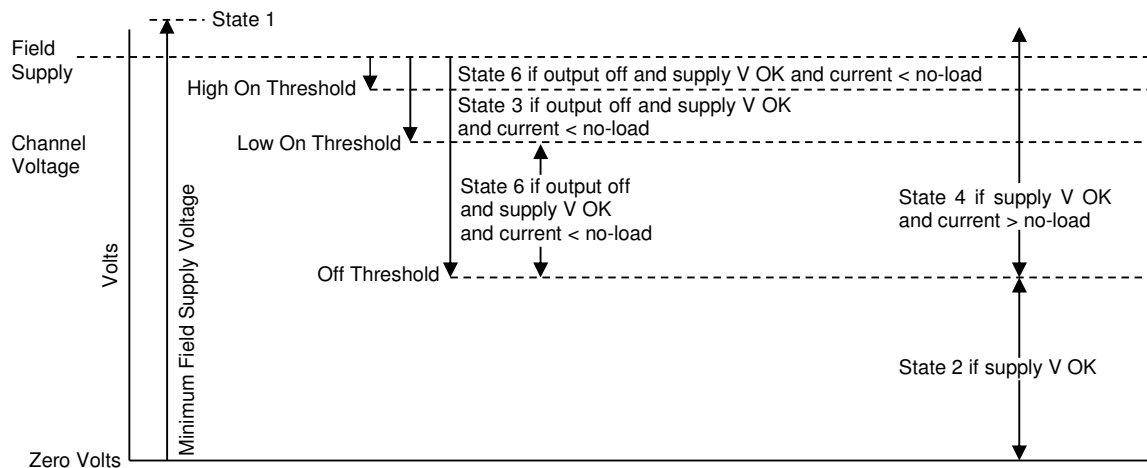 State 1
Field
Supply
State 6 if output off and supply V OK and current < no-load
High On Threshold
State 3 if output off and supply V OK
and current < no-load
Channel
Voltage
Low On Threshold
State 6 if output off
and supply V OK
and current < no-load
State 4 if supply V OK
and current > no-load
Volts
Minimum Field Supply Voltage
Off Threshold
State 2 if supply V OK
Zero Volts